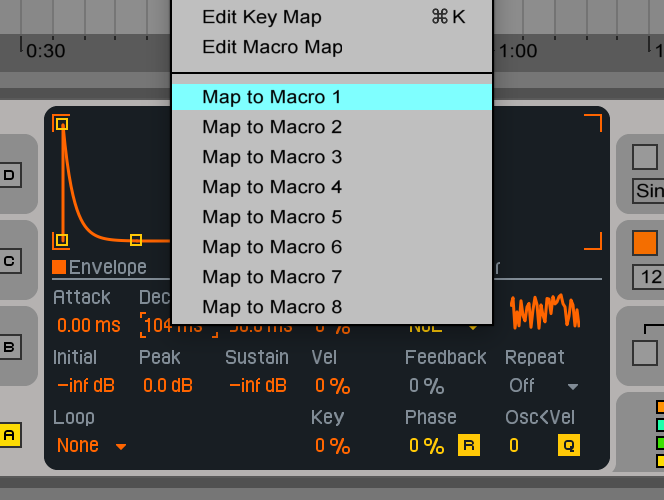 Edit Key Map ⌘K
Edit Macro Map
0:30 1:00 1
Map to Macro 1
Map to Macro 2
Map to Macro 3
Map to Macro 4
Map to Macro 5
Map to Macro 6
Map to Macro 7
Map to Macro 8
D
C
B
A
Sin
12
Envelope
Attack Dec
0.00 ms 104 ms
0 %
Initial Peak Sustain Vel Feedback Repeat
−inf dB 0.0 dB −inf dB 0 % 0 % Off
Loop Key Phase Osc<Vel
None 0 % 0 % R 0 Q